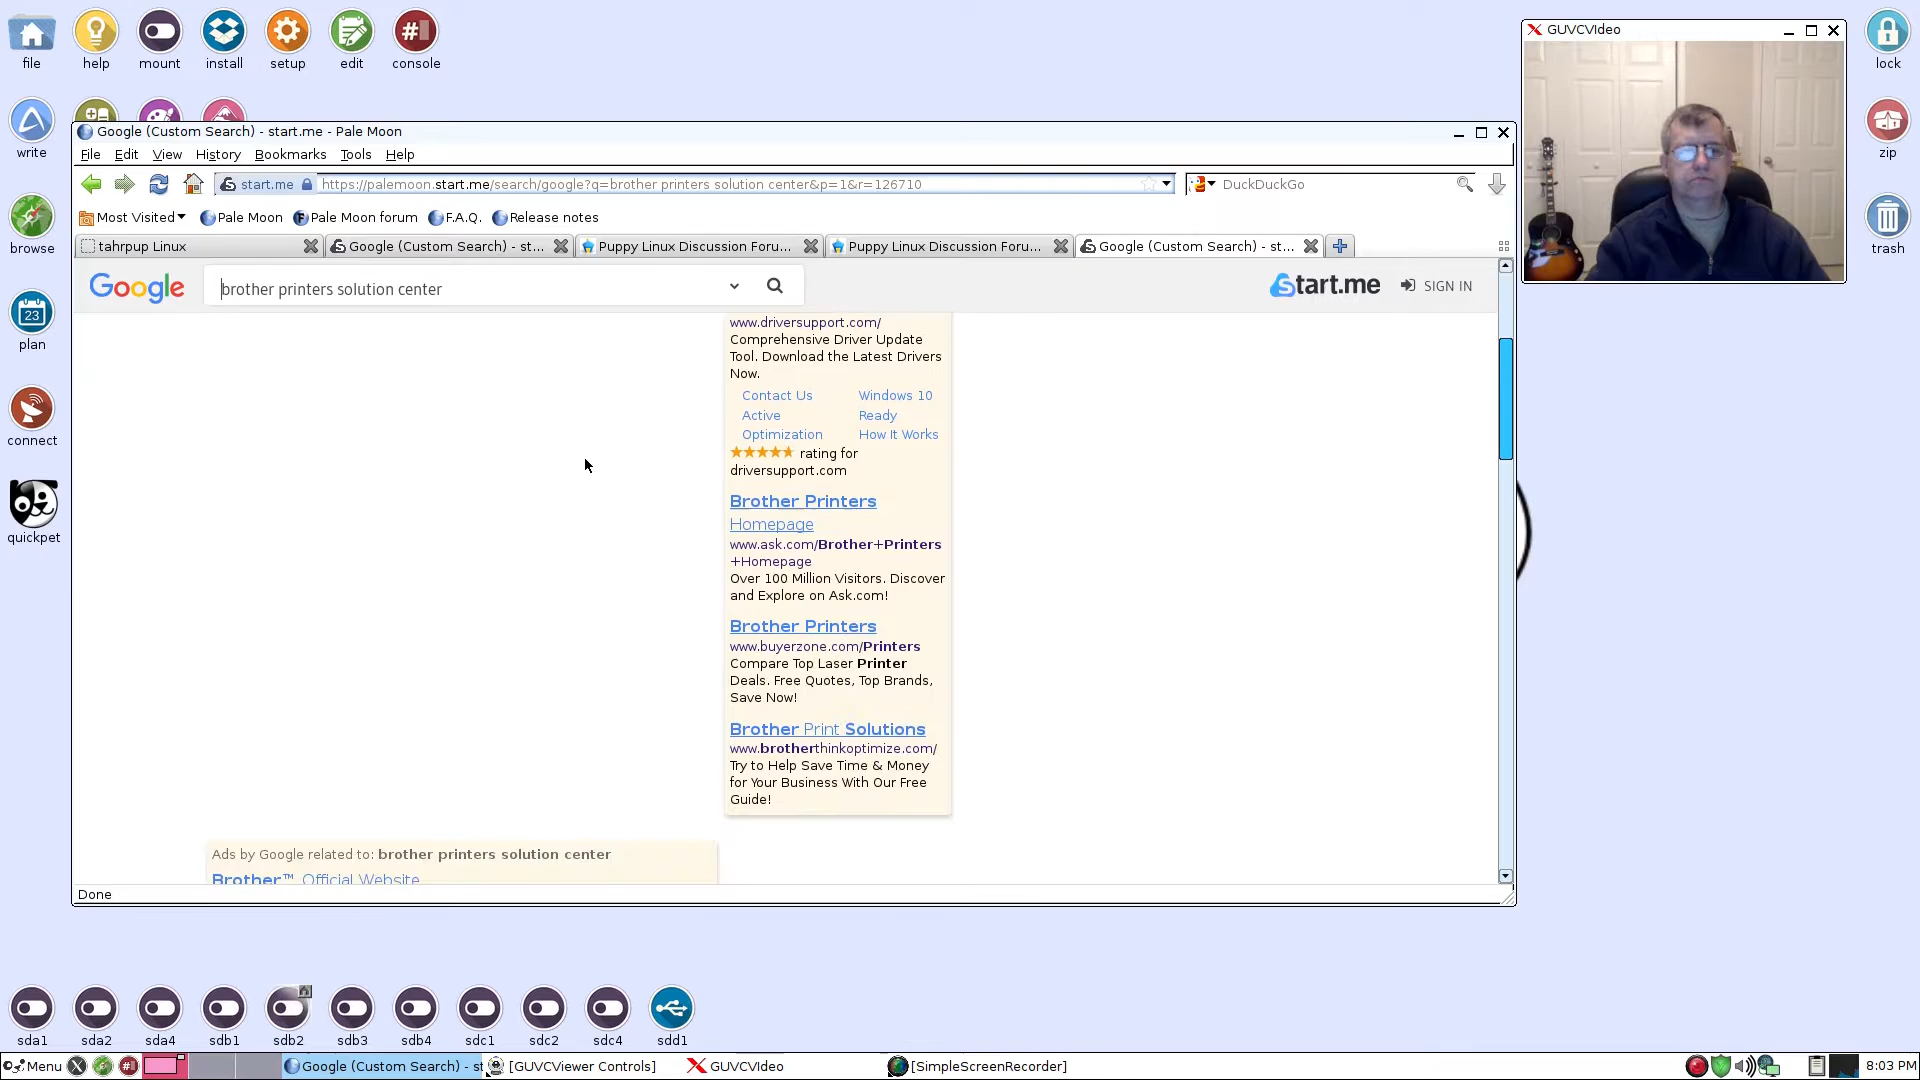 file
help
mount
install
setup
edit
console
write
browse
plan
23
connect
quickpet
Google (Custom Search) - start.me - Pale Moon
File Edit View History Bookmarks Tools Help
start.me https://palemoon.start.me/search/google?q=brother printers solution center&p=1&r=126710
DuckDuckGo
Most Visited Pale Moon Pale Moon forum F.A.Q. Release notes
tahrpup Linux
Google (Custom Search) - st...
Puppy Linux Discussion Foru...
Puppy Linux Discussion Foru...
Google (Custom Search) - st...
Google
brother printers solution center
start.me
SIGN IN
www.driversupport.com/
Comprehensive Driver Update
Tool. Download the Latest Drivers
Now.
Contact Us Windows 10
Active Ready
Optimization How It Works
rating for
driversupport.com
Brother Printers
Homepage
www.ask.com/Brother+Printers
+Homepage
Over 100 Million Visitors. Discover
and Explore on Ask.com!
Brother Printers
www.buyerzone.com/Printers
Compare Top Laser Printer
Deals. Free Quotes, Top Brands,
Save Now!
Brother Print Solutions
www.brotherthinkoptimize.com/
Try to Help Save Time & Money
for Your Business With Our Free
Guide!
Ads by Google related to: brother printers solution center
Brother™ Official Website
Done
GUVCVideo
lock
zip
trash
sda1
sda2
sda4
sdb1
sdb2
sdb3
sdb4
sdc1
sdc2
sdc4
sdd1
Menu
Google (Custom Search) - st
[GUVCViewer Controls]
GUVCVIdeo
[SimpleScreenRecorder]
8:03 PM